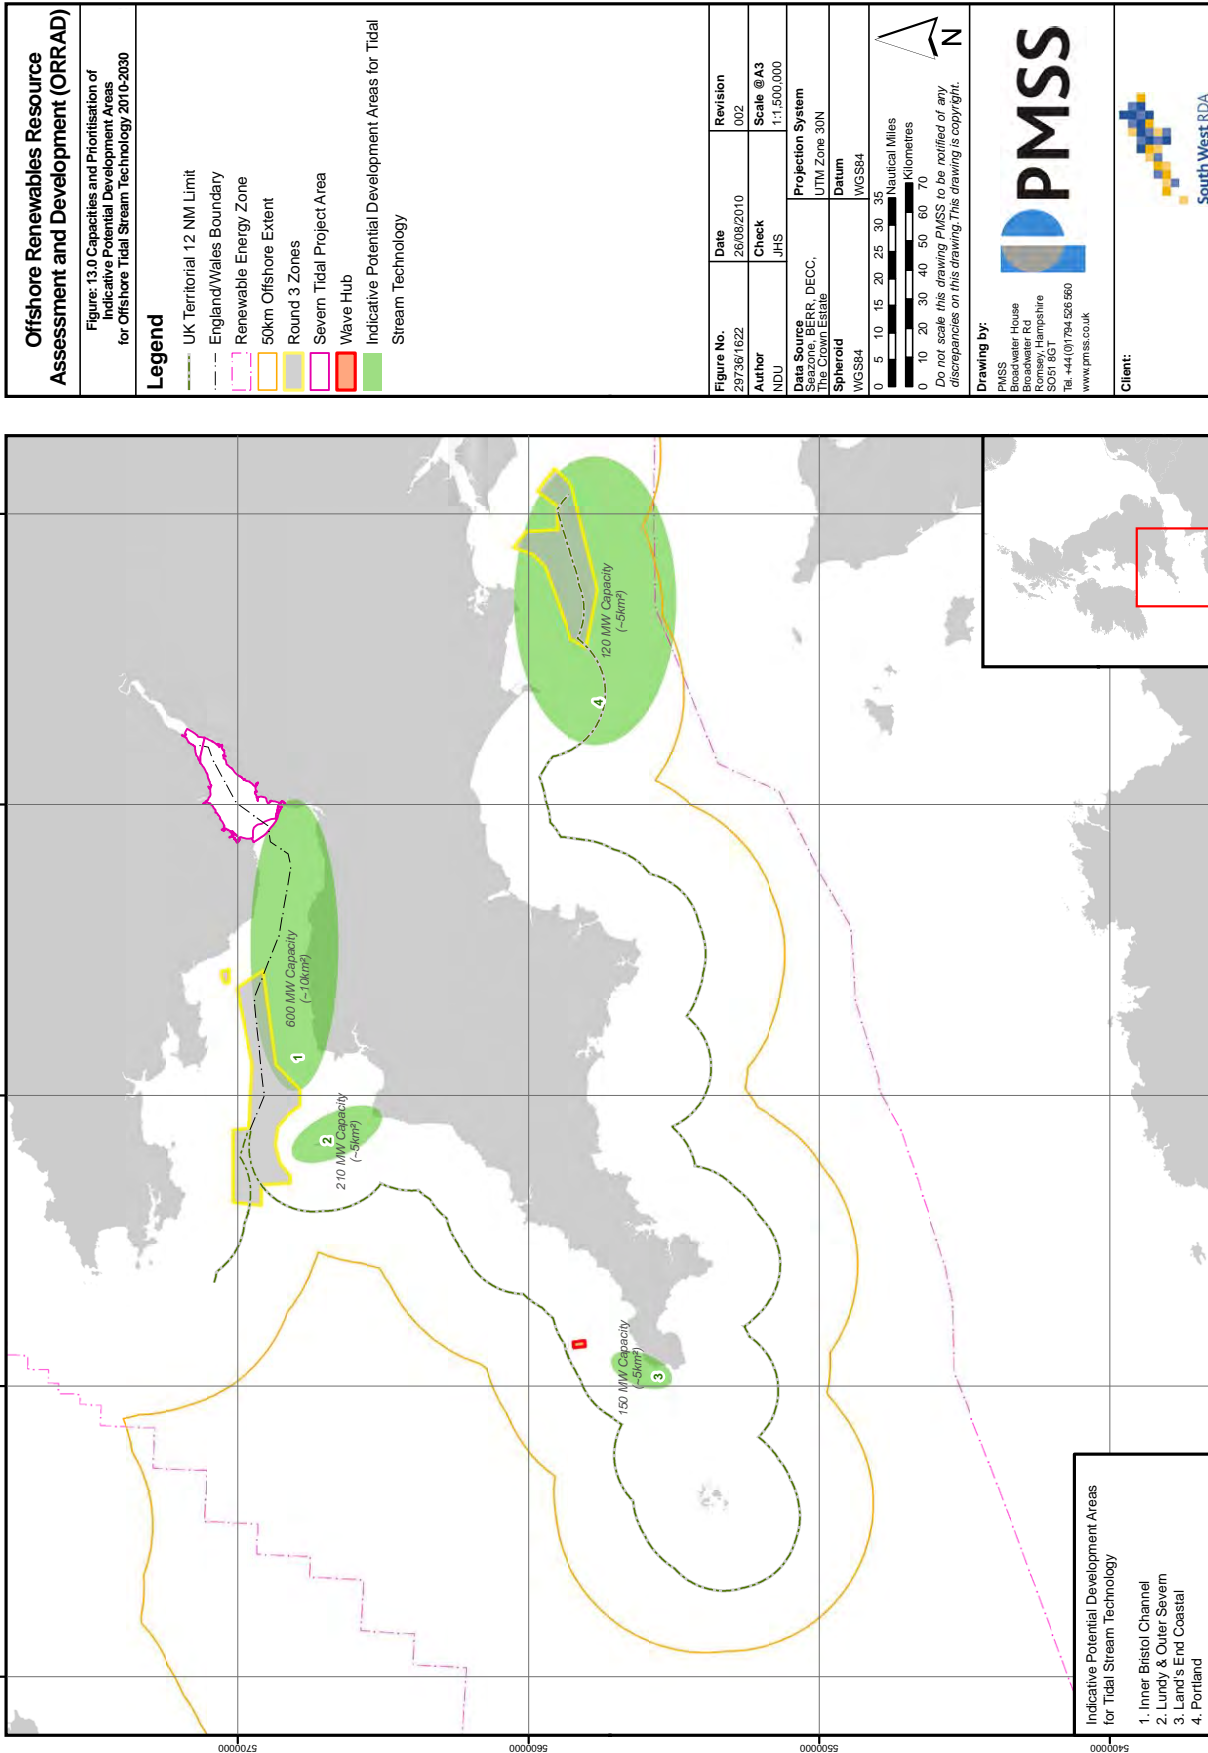 Offshore Renewables Resource
Assessment and Development (ORRAD)
Figure: 13.0 Capacities and Prioritisation of
Indicative Potential Development Areas
for Offshore Tidal Stream Technology 2010-2030
Legend
UK Territorial 12 NM Limit
England/Wales Boundary
Renewable Energy Zone
50km Offshore Extent
Round 3 Zones
Severn Tidal Project Area
Wave Hub
Indicative Potential Development Areas for Tidal
Stream Technology
Figure No.
29736/1622
Date
26/08/2010
Revision
002
Author
NDU
Check
JHS
Scale @A3
1:1,500,000
Data Source
Seazone, BERR, DECC,
The Crown Estate
Projection System
UTM Zone 30N
Spheroid
WGS84
Datum
WGS84
0 5 10 15 20 25 30 35
Nautical Miles
Kilometres
0 10 20 30 40 50 60 70
N
Do not scale this drawing PMSS to be notified of any
discrepancies on this drawing.This drawing is copyright.
Drawing by:
PMSS
Broadwater House
Broadwater Rd
Romsey, Hampshire
SO51 8GT
Tel. +44(0)1794 526 560
www.pmss.co.uk
PMSS
Client:
South West RDA
600 MW Capacity
(~10km²)
1
210 MW Capacity
(~5km²)
2
150 MW Capacity
(~5km²)
3
120 MW Capacity
(~5km²)
4
5700000
5600000
5500000
5400000
Indicative Potential Development Areas
for Tidal Stream Technology
1. Inner Bristol Channel
2. Lundy & Outer Severn
3. Land's End Coastal
4. Portland